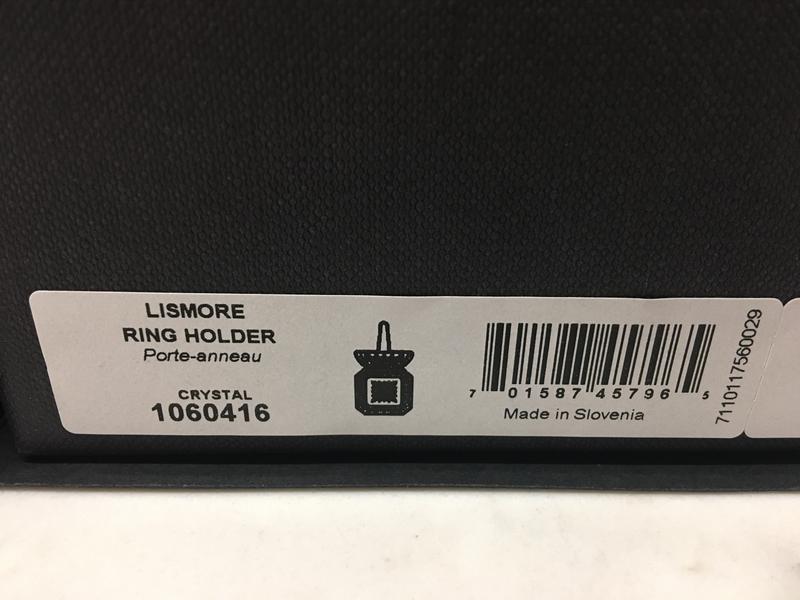 LISMORE
RING HOLDER
Porte-anneau
CRYSTAL
1060416
7 01587 45796 5
Made in Slovenia
7110117560029